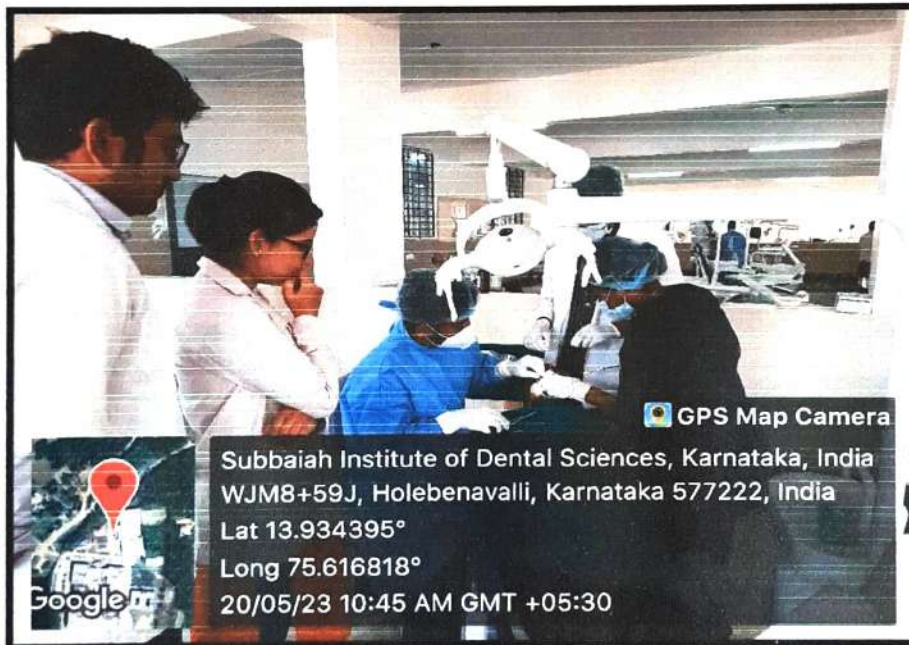 GPS Map Camera
Subbaiah Institute of Dental Sciences, Karnataka, India
WJM8+59J, Holebenavalli, Karnataka 577222, India
Lat 13.934395°
Long 75.616818°
20/05/23 10:45 AM GMT +05:30
Google